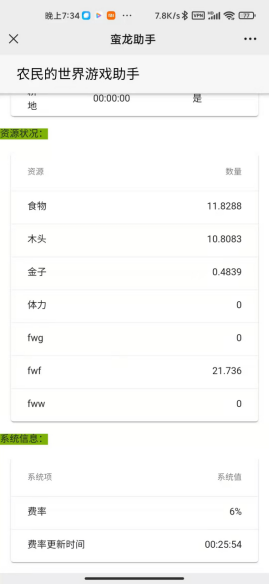 晚上7:34 ··· 7.8K/s VPN 77
蛮龙助手 ···
农民的世界游戏助手
地 00:00:00 是
资源状况：
资源 数量
食物 11.8288
木头 10.8083
金子 0.4839
体力 0
fwg 0
fwf 21.736
fww 0
系统信息：
系统项 系统值
费率 6%
费率更新时间 00:25:54